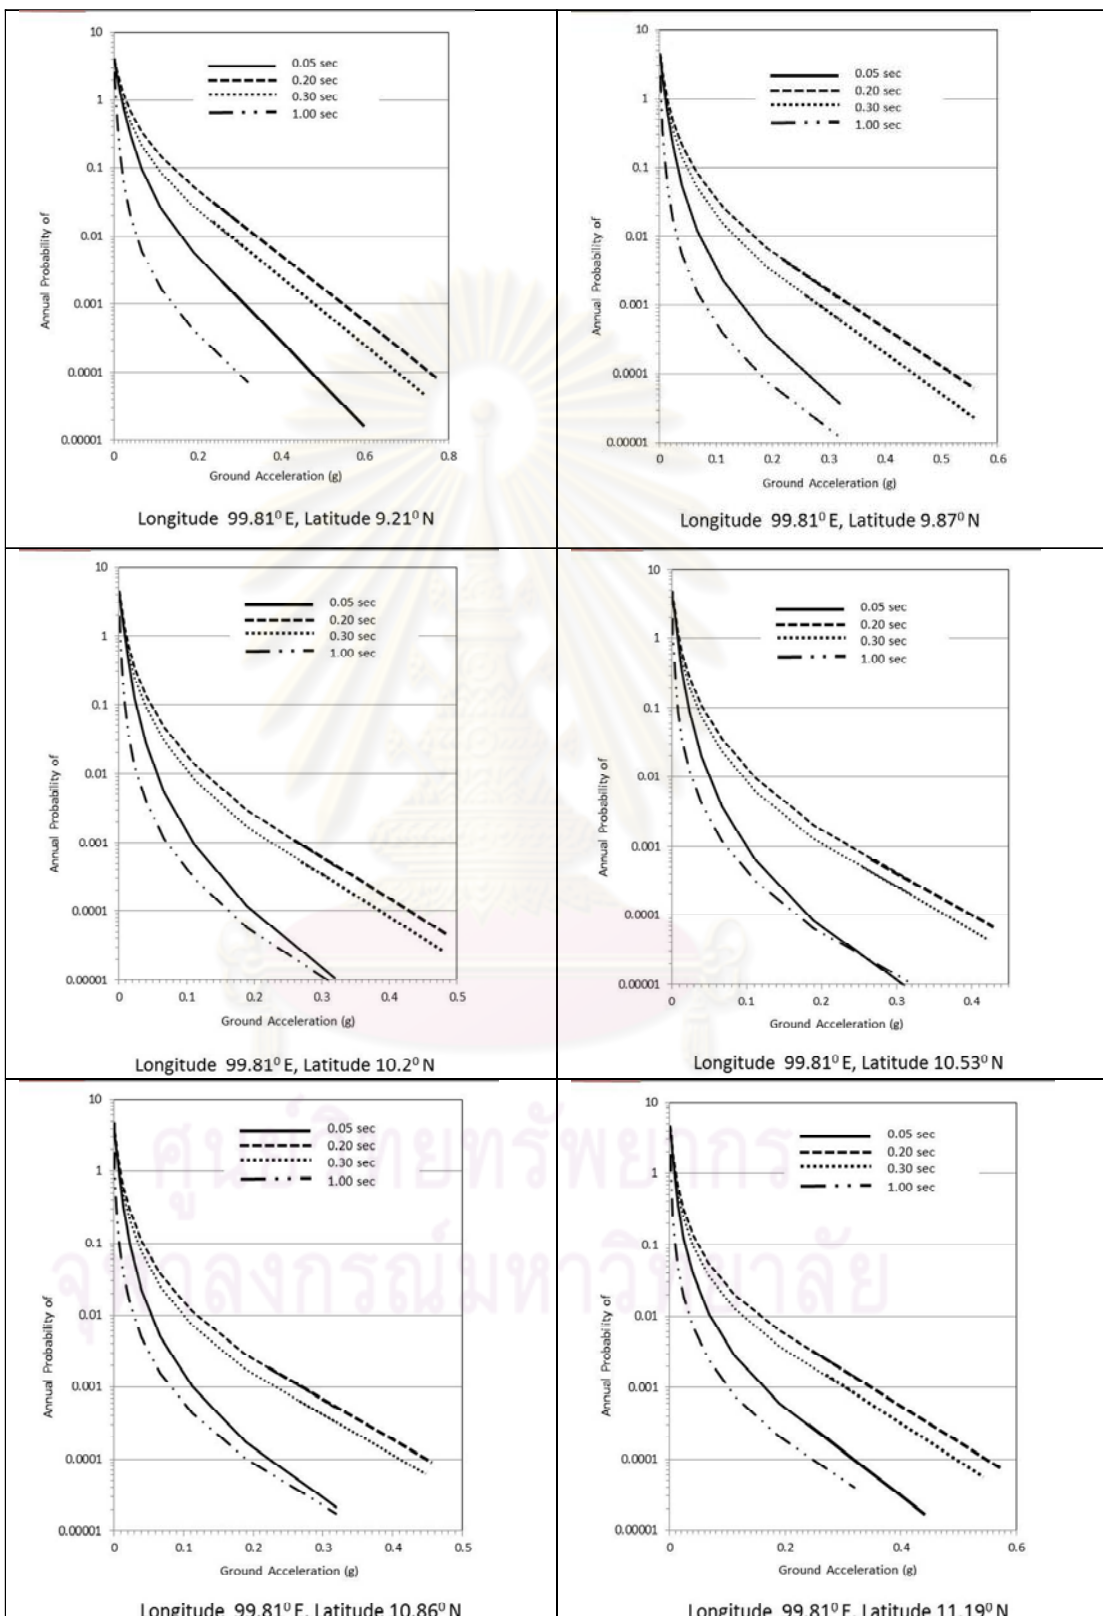 10
1
0.1
0.01
0.001
0.0001
0.00001
Annual Probability of
0.05 sec
0.20 sec
0.30 sec
1.00 sec
0 0.2 0.4 0.6 0.8
Ground Acceleration (g)
Longitude 99.81⁰ E, Latitude 9.21⁰ N
10
1
0.1
0.01
0.001
0.0001
0.00001
Annual Probability of
0.05 sec
0.20 sec
0.30 sec
1.00 sec
0 0.1 0.2 0.3 0.4 0.5 0.6
Ground Acceleration (g)
Longitude 99.81⁰ E, Latitude 9.87⁰ N
10
1
0.1
0.01
0.001
0.0001
0.00001
Annual Probability of
0.05 sec
0.20 sec
0.30 sec
1.00 sec
0 0.1 0.2 0.3 0.4 0.5
Ground Acceleration (g)
Longitude 99.81⁰ E, Latitude 10.2⁰ N
10
1
0.1
0.01
0.001
0.0001
0.00001
Annual Probability of
0.05 sec
0.20 sec
0.30 sec
1.00 sec
0 0.1 0.2 0.3 0.4
Ground Acceleration (g)
Longitude 99.81⁰ E, Latitude 10.53⁰ N
10
1
0.1
0.01
0.001
0.0001
0.00001
Annual Probability of
0.05 sec
0.20 sec
0.30 sec
1.00 sec
0 0.1 0.2 0.3 0.4 0.5
Ground Acceleration (g)
Longitude 99.81⁰ E, Latitude 10.86⁰ N
10
1
0.1
0.01
0.001
0.0001
0.00001
Annual Probability of
0.05 sec
0.20 sec
0.30 sec
1.00 sec
0 0.2 0.4 0.6
Ground Acceleration (g)
Longitude 99.81⁰ E, Latitude 11.19⁰ N
ศูนย์วิทยทรัพยากร
จุฬาลงกรณ์มหาวิทยาลัย